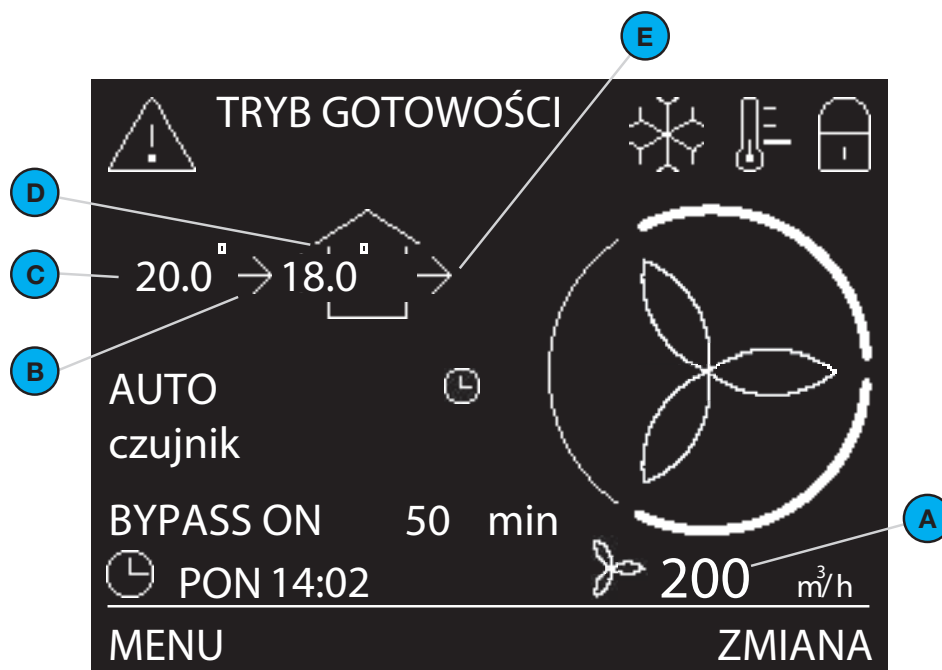 E
TRYB GOTOWOŚCI
D
C
20.0° 18.0°
B
AUTO
czujnik
BYPASS ON 50 min
A
PON 14:02 200 m³/h
MENU ZMIANA